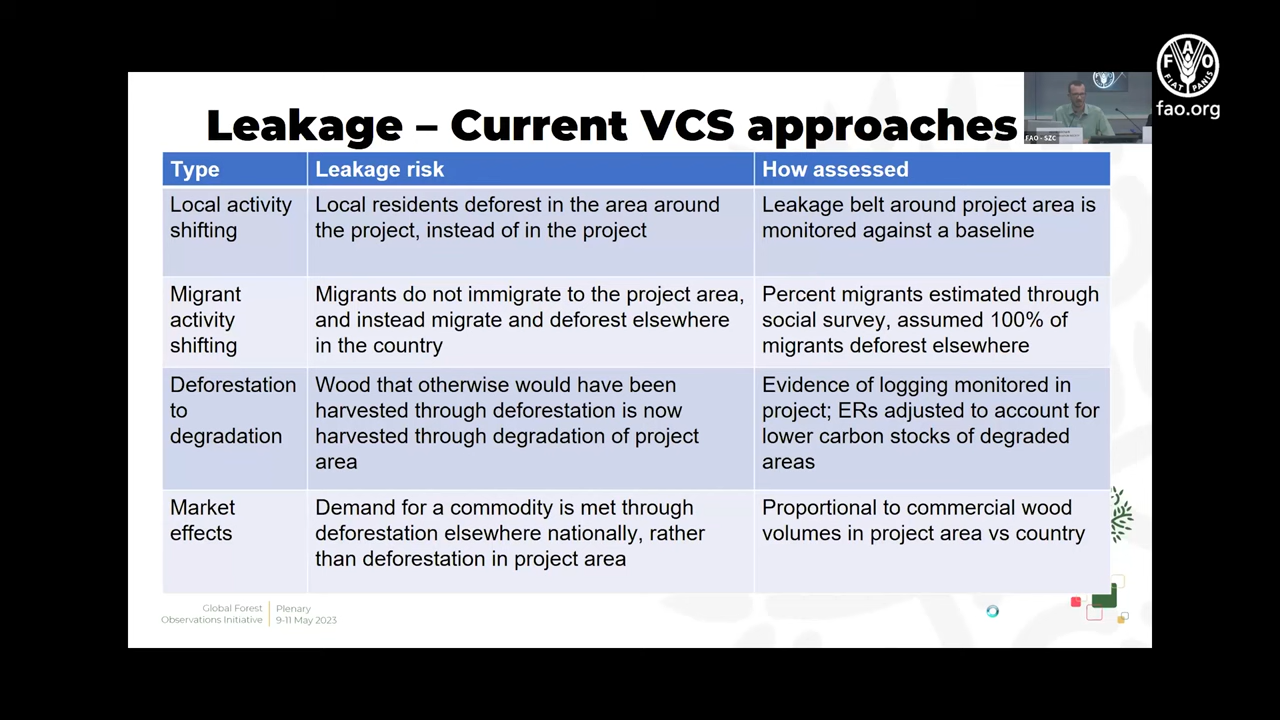 FAO
FIAT PANIS
fao.org
FAO - SZC
Leakage – Current VCS approaches
Type
Leakage risk
How assessed
Local activity
shifting
Local residents deforest in the area around
the project, instead of in the project
Leakage belt around project area is
monitored against a baseline
Migrant
activity
shifting
Migrants do not immigrate to the project area,
and instead migrate and deforest elsewhere
in the country
Percent migrants estimated through
social survey, assumed 100% of
migrants deforest elsewhere
Deforestation
to
degradation
Wood that otherwise would have been
harvested through deforestation is now
harvested through degradation of project
area
Evidence of logging monitored in
project; ERs adjusted to account for
lower carbon stocks of degraded
areas
Market
effects
Demand for a commodity is met through
deforestation elsewhere nationally, rather
than deforestation in project area
Proportional to commercial wood
volumes in project area vs country
Global Forest
Observations Initiative
Plenary
9-11 May 2023